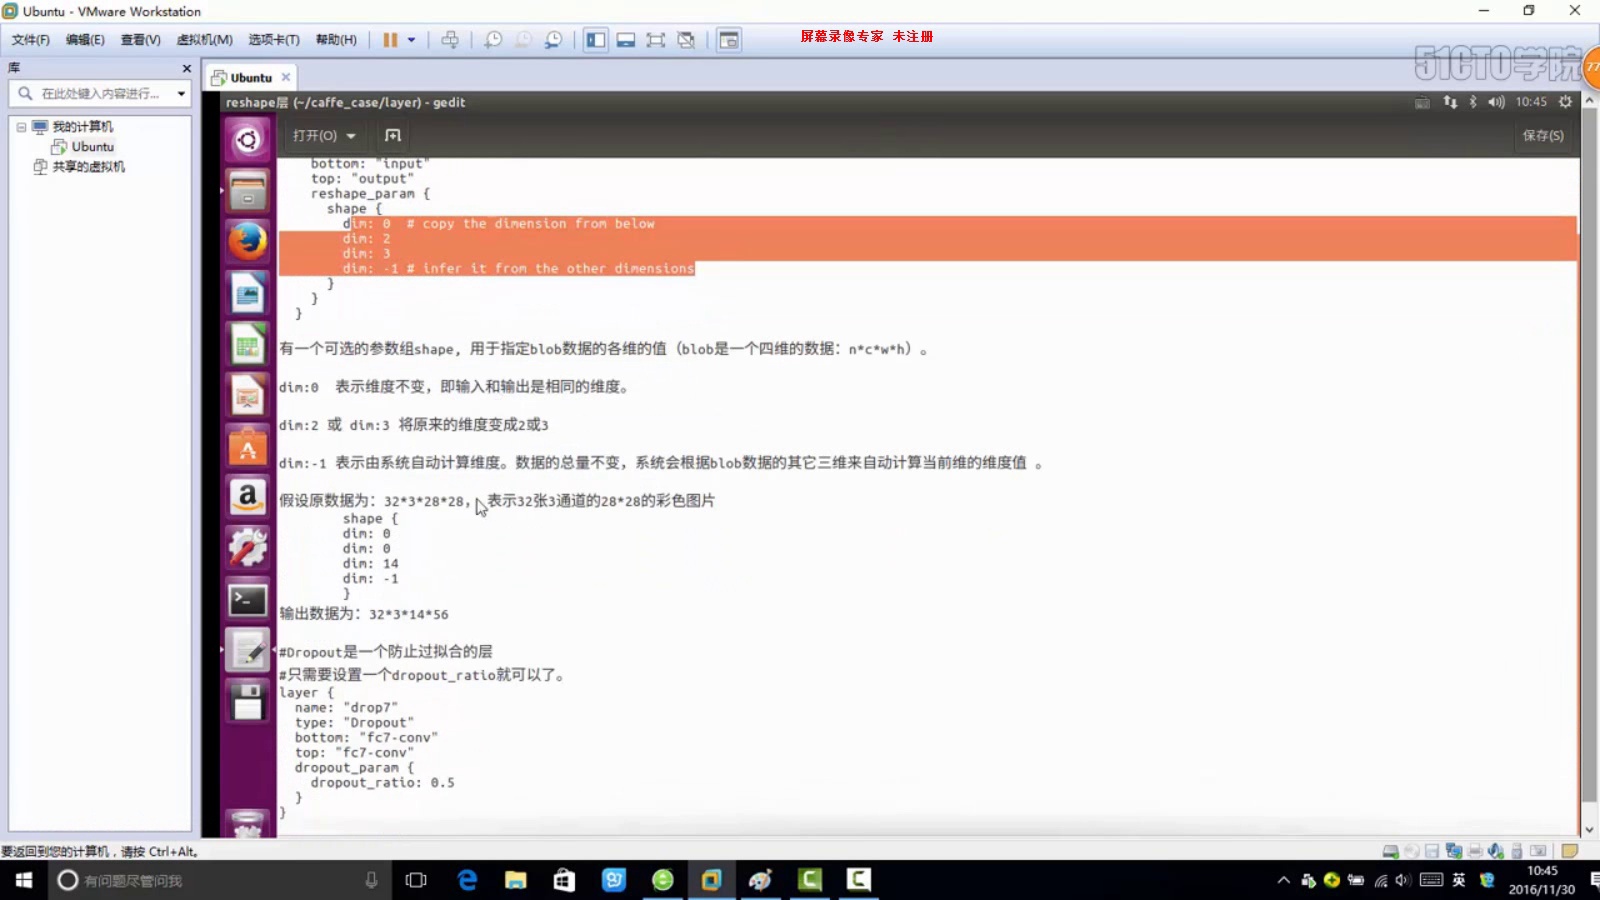 Ubuntu - VMware Workstation
文件(F) 编辑(E) 查看(V) 虚拟机(M) 选项卡(T) 帮助(H)
屏幕录像专家 未注册
51CTO学院
77
库
Ubuntu
在此处键入内容进行...
我的计算机
Ubuntu
共享的虚拟机
reshape层 (~/caffe_case/layer) - gedit
10:45
打开(O)
保存(S)
bottom: "input"
top: "output"
reshape_param {
shape {
dim: 0 # copy the dimension from below
dim: 2
dim: 3
dim: -1 # infer it from the other dimensions
}
}
}
有一个可选的参数组shape, 用于指定blob数据的各维的值（blob是一个四维的数据：n*c*w*h）。
dim:0 表示维度不变，即输入和输出是相同的维度。
dim:2 或 dim:3 将原来的维度变成2或3
dim:-1 表示由系统自动计算维度。数据的总量不变，系统会根据blob数据的其它三维来自动计算当前维的维度值 。
假设原数据为：32*3*28*28， 表示32张3通道的28*28的彩色图片
shape {
dim: 0
dim: 0
dim: 14
dim: -1
}
输出数据为：32*3*14*56
#Dropout是一个防止过拟合的层
#只需要设置一个dropout_ratio就可以了。
layer {
name: "drop7"
type: "Dropout"
bottom: "fc7-conv"
top: "fc7-conv"
dropout_param {
dropout_ratio: 0.5
}
}
要返回到您的计算机，请按 Ctrl+Alt。
有问题尽管问我
英
10:45
2016/11/30